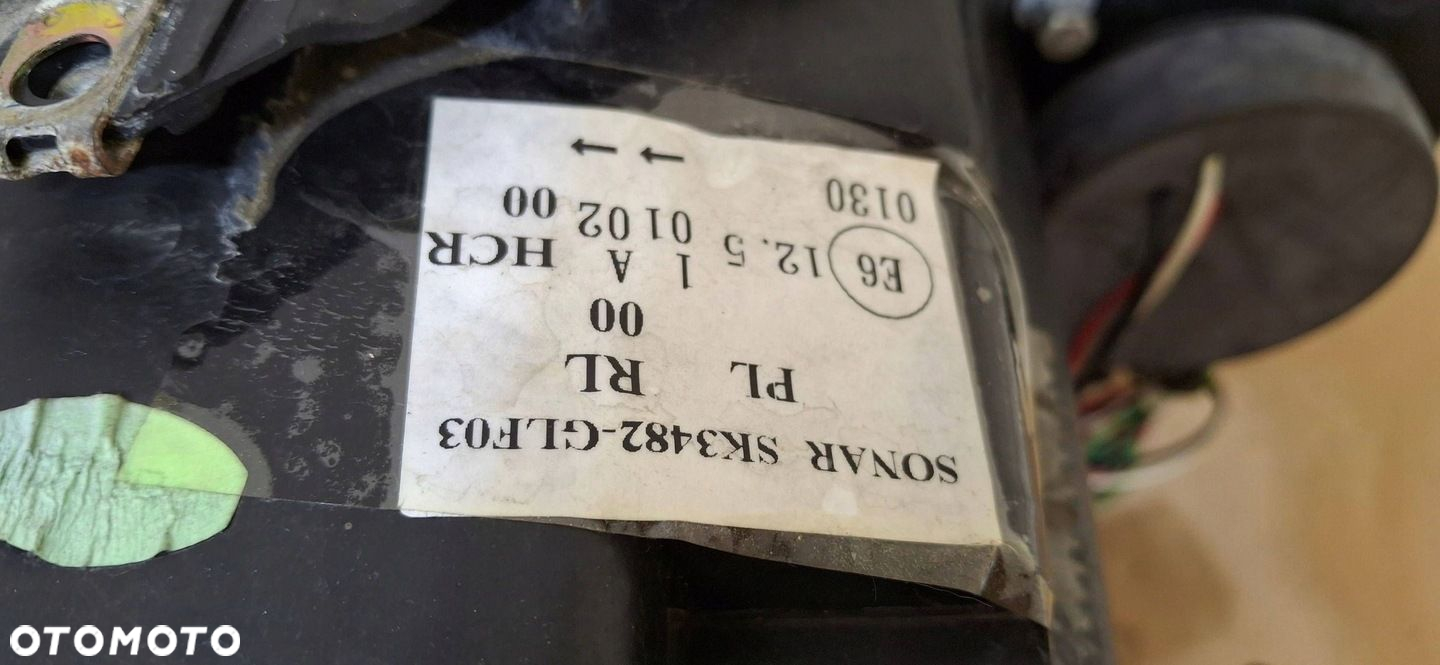 SONAR SK3482-GLF03
PL RL
00
E6 12.5 1 A HCR
01 02 00
0130
→ →
OTOMOTO